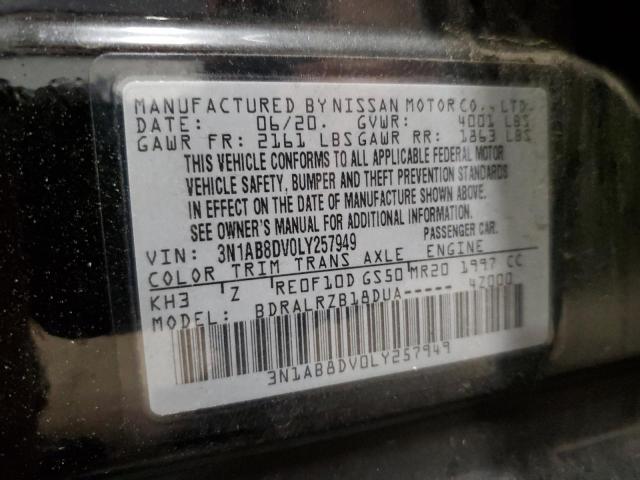 MANUFACTURED BY NISSAN MOTOR CO., LTD.
DATE: 06/20. GVWR: 4001 LBS
GAWR FR: 2161 LBS GAWR RR: 1863 LBS
THIS VEHICLE CONFORMS TO ALL APPLICABLE FEDERAL MOTOR
VEHICLE SAFETY, BUMPER AND THEFT PREVENTION STANDARDS
IN EFFECT ON THE DATE OF MANUFACTURE SHOWN ABOVE.
SEE OWNER'S MANUAL FOR ADDITIONAL INFORMATION.
VIN: 3N1AB8DV0LY257949 PASSENGER CAR.
COLOR TRIM TRANS AXLE ENGINE
KH3 Z RE0F10D GS50 MR20 1997 CC
MODEL: BDRALRZB18DUA----- 4Z000
3N1AB8DV0LY257949